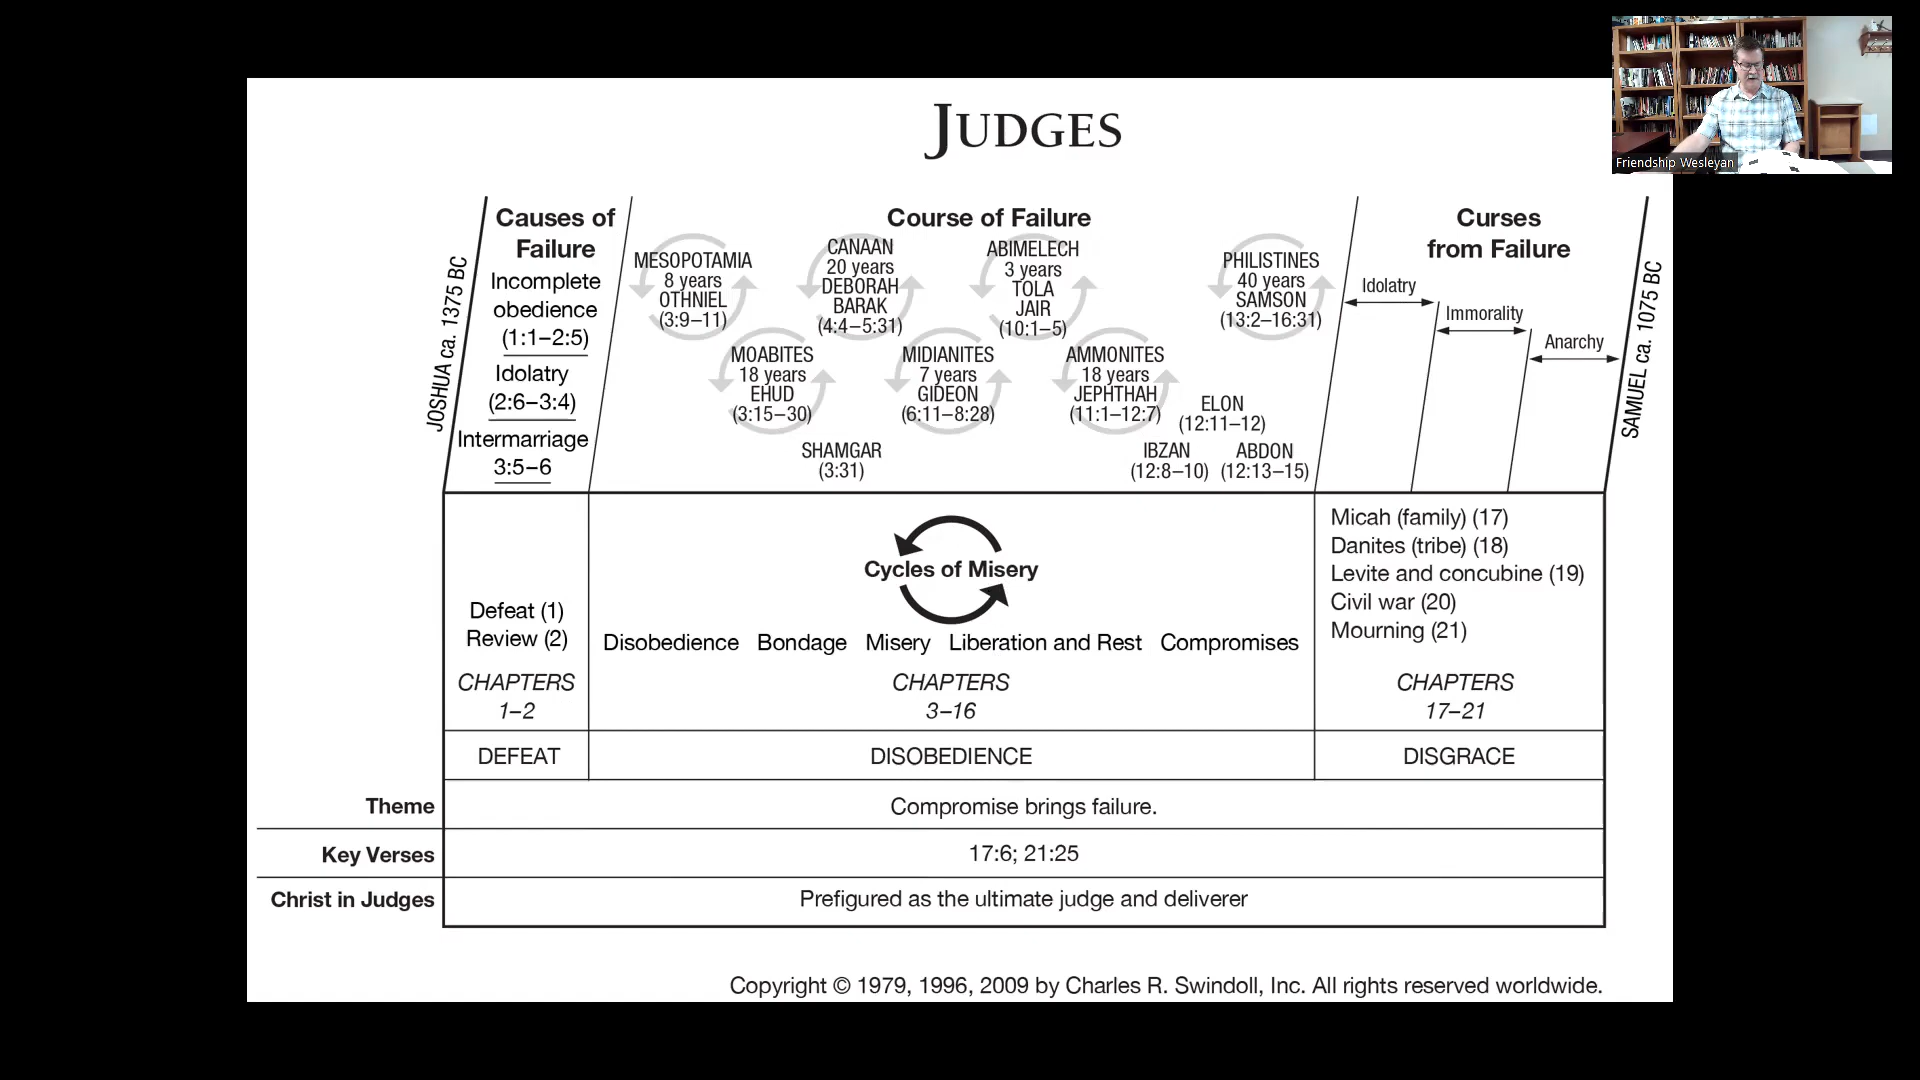 JUDGES
Friendship Wesleyan
JOSHUA ca. 1375 BC
Causes of
Failure
Incomplete
obedience
(1:1–2:5)
Idolatry
(2:6–3:4)
Intermarriage
3:5–6
Course of Failure
MESOPOTAMIA
8 years
OTHNIEL
(3:9–11)
MOABITES
18 years
EHUD
(3:15–30)
SHAMGAR
(3:31)
CANAAN
20 years
DEBORAH
BARAK
(4:4–5:31)
MIDIANITES
7 years
GIDEON
(6:11–8:28)
ABIMELECH
3 years
TOLA
JAIR
(10:1–5)
AMMONITES
18 years
JEPHTHAH
(11:1–12:7)
IBZAN
(12:8–10)
ELON
(12:11–12)
ABDON
(12:13–15)
PHILISTINES
40 years
SAMSON
(13:2–16:31)
Curses
from Failure
Idolatry
Immorality
Anarchy
SAMUEL ca. 1075 BC
Defeat (1)
Review (2)
CHAPTERS
1–2
Cycles of Misery
Disobedience Bondage Misery Liberation and Rest Compromises
CHAPTERS
3–16
Micah (family) (17)
Danites (tribe) (18)
Levite and concubine (19)
Civil war (20)
Mourning (21)
CHAPTERS
17–21
DEFEAT DISOBEDIENCE DISGRACE
Theme Compromise brings failure.
Key Verses 17:6; 21:25
Christ in Judges Prefigured as the ultimate judge and deliverer
Copyright © 1979, 1996, 2009 by Charles R. Swindoll, Inc. All rights reserved worldwide.